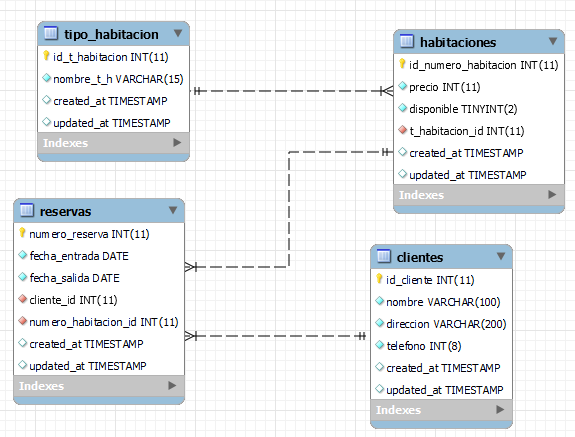 tipo_habitacion
id_t_habitacion INT(11)
nombre_t_h VARCHAR(15)
created_at TIMESTAMP
updated_at TIMESTAMP
Indexes
habitaciones
id_numero_habitacion INT(11)
precio INT(11)
disponible TINYINT(2)
t_habitacion_id INT(11)
created_at TIMESTAMP
updated_at TIMESTAMP
Indexes
reservas
numero_reserva INT(11)
fecha_entrada DATE
fecha_salida DATE
cliente_id INT(11)
numero_habitacion_id INT(11)
created_at TIMESTAMP
updated_at TIMESTAMP
Indexes
clientes
id_cliente INT(11)
nombre VARCHAR(100)
direccion VARCHAR(200)
telefono INT(8)
created_at TIMESTAMP
updated_at TIMESTAMP
Indexes